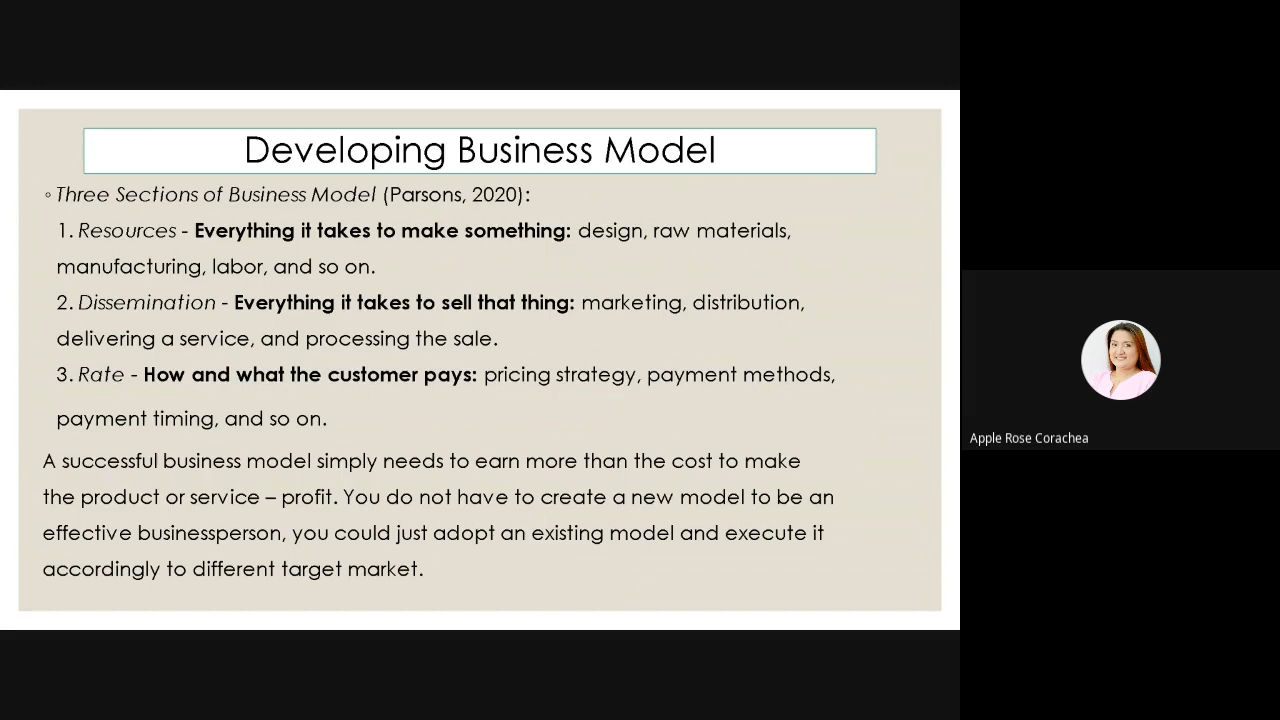 Developing Business Model
◦ Three Sections of Business Model (Parsons, 2020):
1. Resources - Everything it takes to make something: design, raw materials,
manufacturing, labor, and so on.
2. Dissemination - Everything it takes to sell that thing: marketing, distribution,
delivering a service, and processing the sale.
3. Rate - How and what the customer pays: pricing strategy, payment methods,
payment timing, and so on.
A successful business model simply needs to earn more than the cost to make
the product or service – profit. You do not have to create a new model to be an
effective businessperson, you could just adopt an existing model and execute it
accordingly to different target market.
Apple Rose Corachea